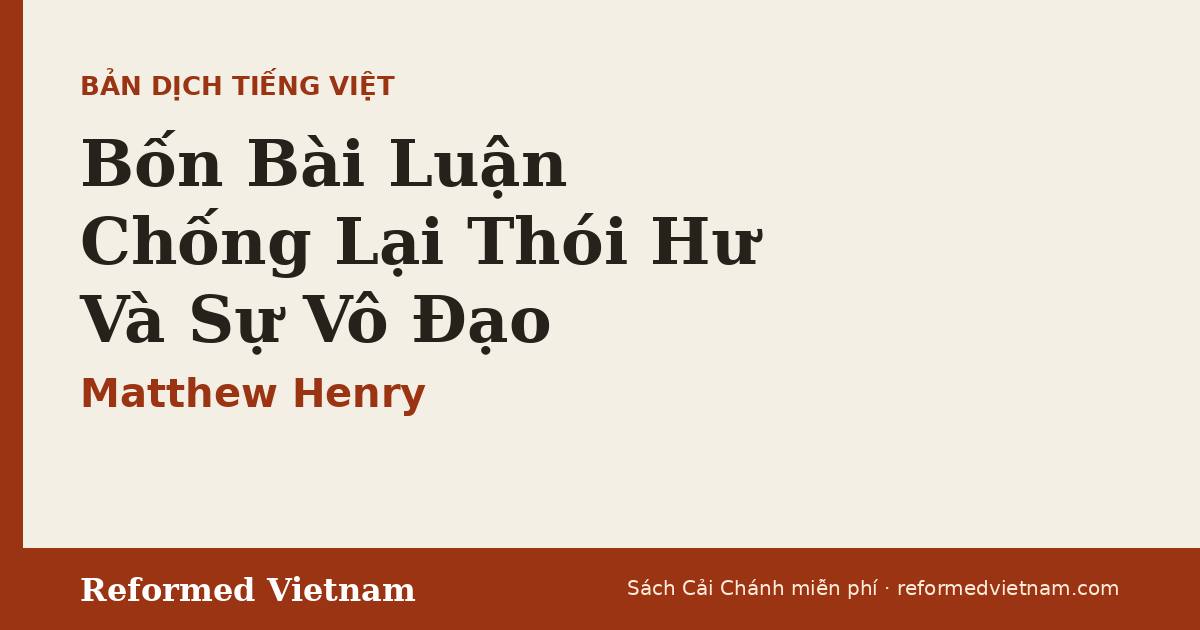 BẢN DỊCH TIẾNG VIỆT
Bốn Bài Luận
Chống Lại Thói Hư
Và Sự Vô Đạo
Matthew Henry
Reformed Vietnam
Sách Cải Chánh miễn phí · reformedvietnam.com